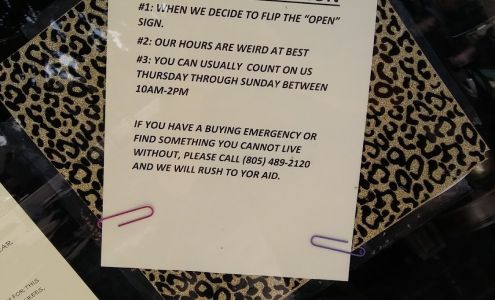 #1: WHEN WE DECIDE TO FLIP THE "OPEN"
SIGN.
#2: OUR HOURS ARE WEIRD AT BEST
#3: YOU CAN USUALLY COUNT ON US
THURSDAY THROUGH SUNDAY BETWEEN
10AM-2PM
IF YOU HAVE A BUYING EMERGENCY OR
FIND SOMETHING YOU CANNOT LIVE
WITHOUT, PLEASE CALL (805) 489-2120
AND WE WILL RUSH TO YOR AID.
FOR THIS